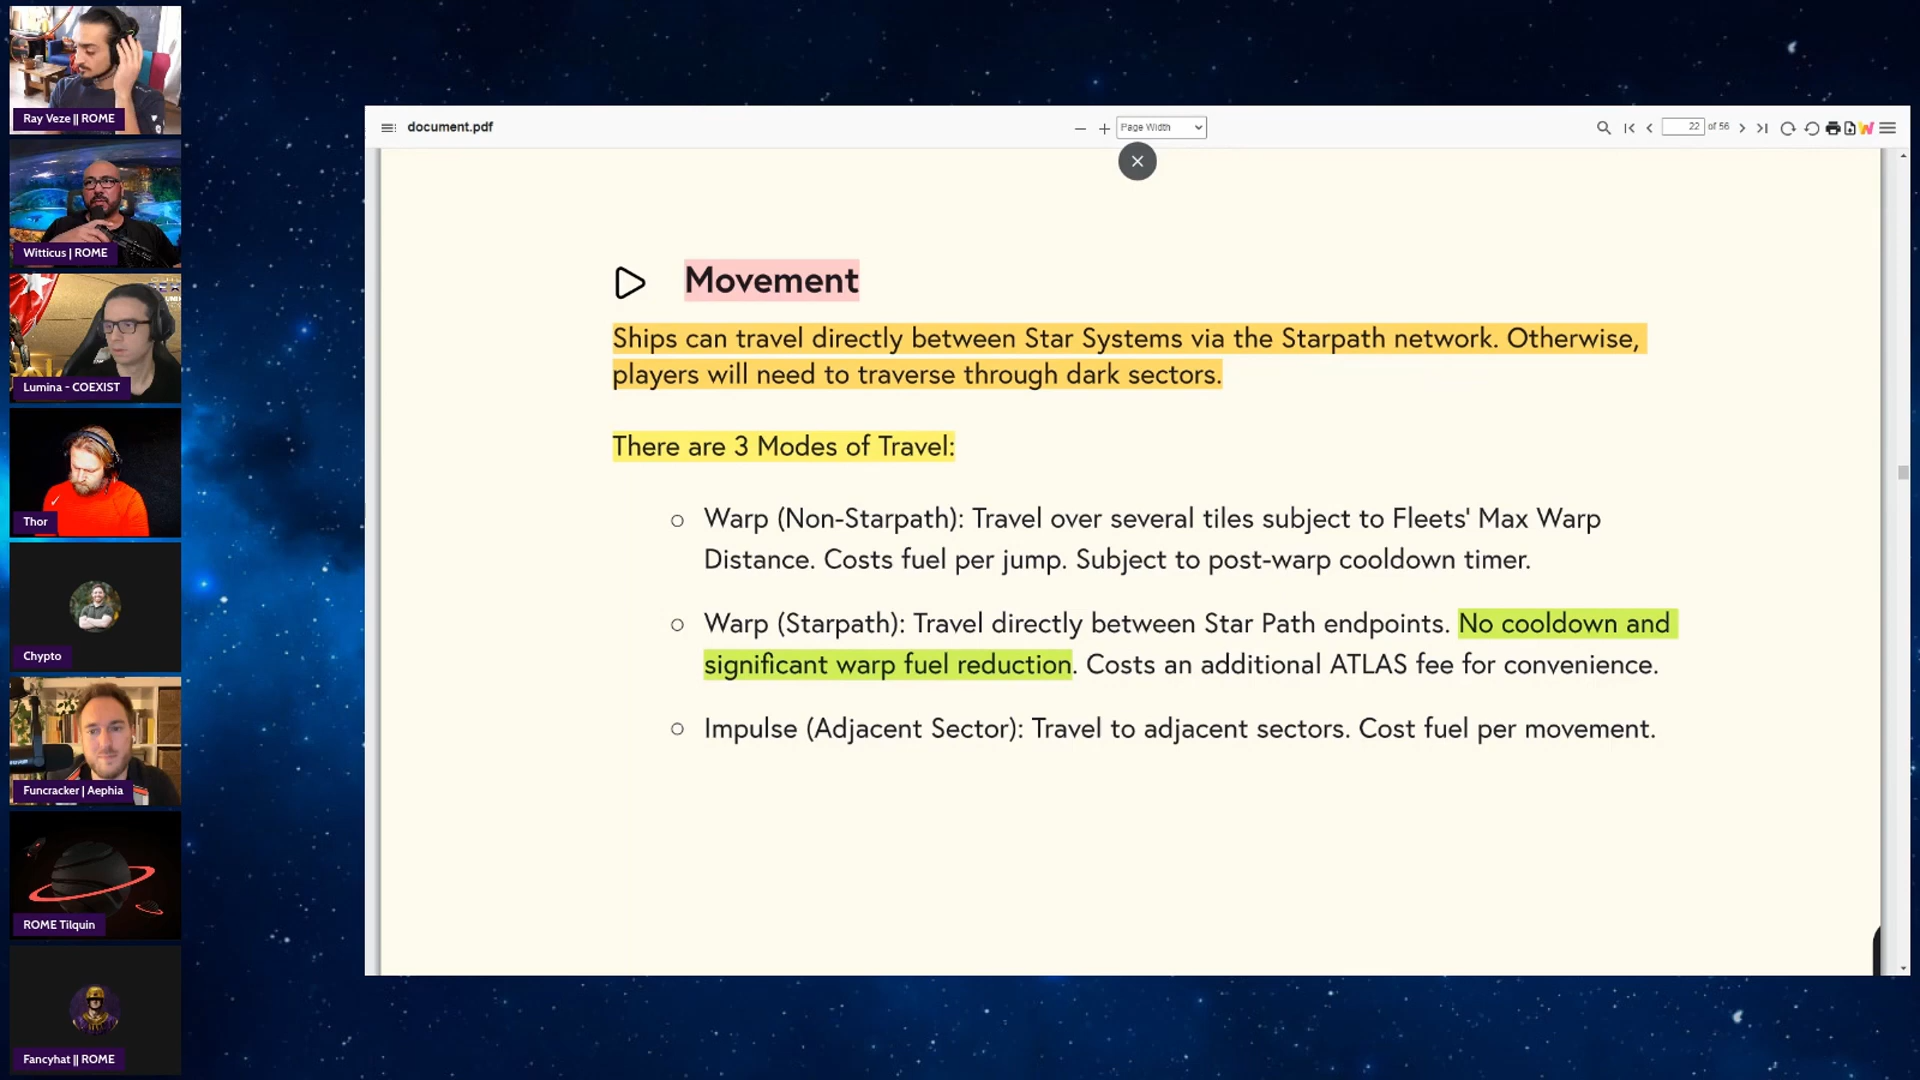 Ray Veze || ROME
Witticus | ROME
Lumina - COEXIST
Thor
Chypto
Funcracker | Aephia
ROME Tilquin
Fancyhat || ROME
document.pdf
Page Width
22 of 56
Movement
Ships can travel directly between Star Systems via the Starpath network. Otherwise,
players will need to traverse through dark sectors.
There are 3 Modes of Travel:
Warp (Non-Starpath): Travel over several tiles subject to Fleets' Max Warp
Distance. Costs fuel per jump. Subject to post-warp cooldown timer.
Warp (Starpath): Travel directly between Star Path endpoints. No cooldown and
significant warp fuel reduction. Costs an additional ATLAS fee for convenience.
Impulse (Adjacent Sector): Travel to adjacent sectors. Cost fuel per movement.